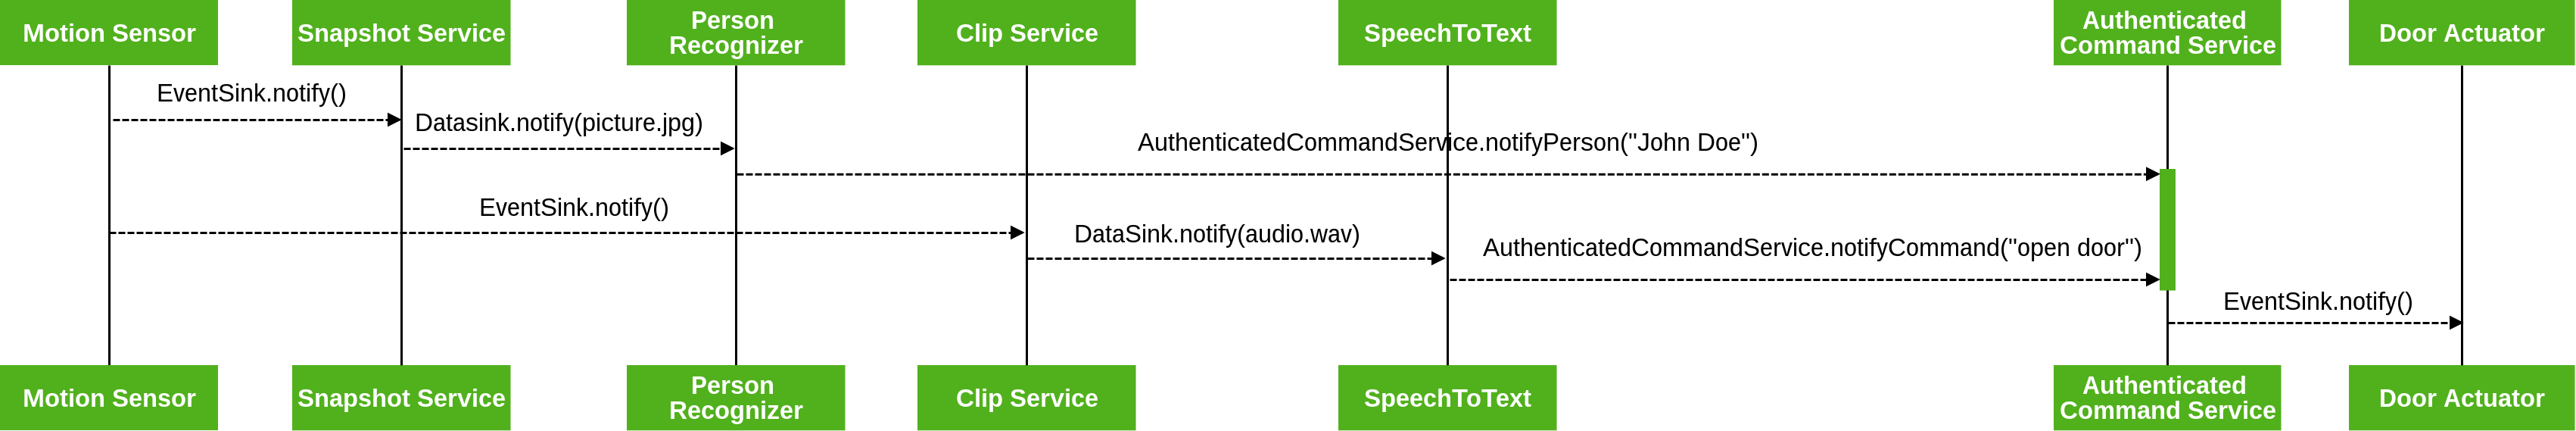 Motion Sensor
Snapshot Service
Person
Recognizer
Clip Service
SpeechToText
Authenticated
Command Service
Door Actuator
EventSink.notify()
Datasink.notify(picture.jpg)
AuthenticatedCommandService.notifyPerson("John Doe")
EventSink.notify()
DataSink.notify(audio.wav)
AuthenticatedCommandService.notifyCommand("open door")
EventSink.notify()
Motion Sensor
Snapshot Service
Person
Recognizer
Clip Service
SpeechToText
Authenticated
Command Service
Door Actuator